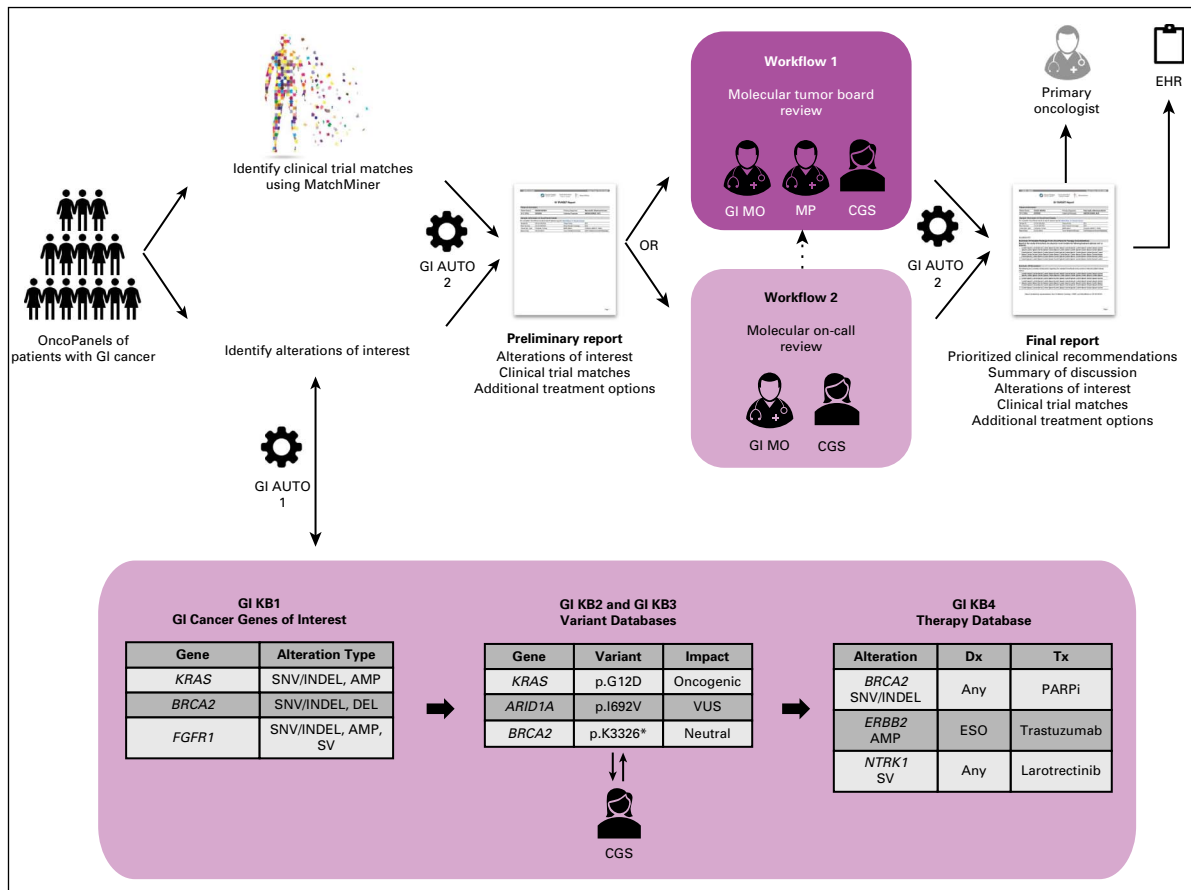 OncoPanels of
patients with GI cancer
Identify clinical trial matches
using MatchMiner
Identify alterations of interest
GI AUTO
1
GI AUTO
2
GI TARGET Report
Preliminary report
Alterations of interest
Clinical trial matches
Additional treatment options
OR
Workflow 1
Molecular tumor board
review
GI MO
MP
CGS
Workflow 2
Molecular on-call
review
GI MO
CGS
GI AUTO
2
Final report
Prioritized clinical recommendations
Summary of discussion
Alterations of interest
Clinical trial matches
Additional treatment options
Primary
oncologist
EHR
GI KB1
GI Cancer Genes of Interest
Gene Alteration Type
KRAS SNV/INDEL, AMP
BRCA2 SNV/INDEL, DEL
FGFR1 SNV/INDEL, AMP,
SV
GI KB2 and GI KB3
Variant Databases
Gene Variant Impact
KRAS p.G12D Oncogenic
ARID1A p.I692V VUS
BRCA2 p.K3326* Neutral
CGS
GI KB4
Therapy Database
Alteration Dx Tx
BRCA2
SNV/INDEL Any PARPi
ERBB2
AMP ESO Trastuzumab
NTRK1
SV Any Larotrectinib